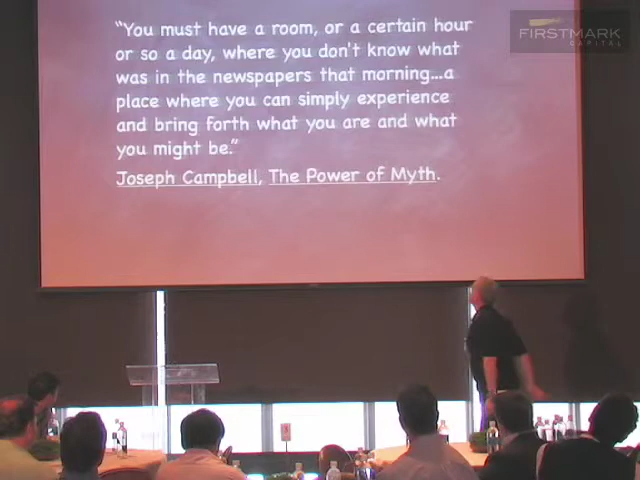 "You must have a room, or a certain hour
or so a day, where you don't know what
was in the newspapers that morning...a
place where you can simply experience
and bring forth what you are and what
you might be."
Joseph Campbell, The Power of Myth.
FIRSTMARK
CAPITAL